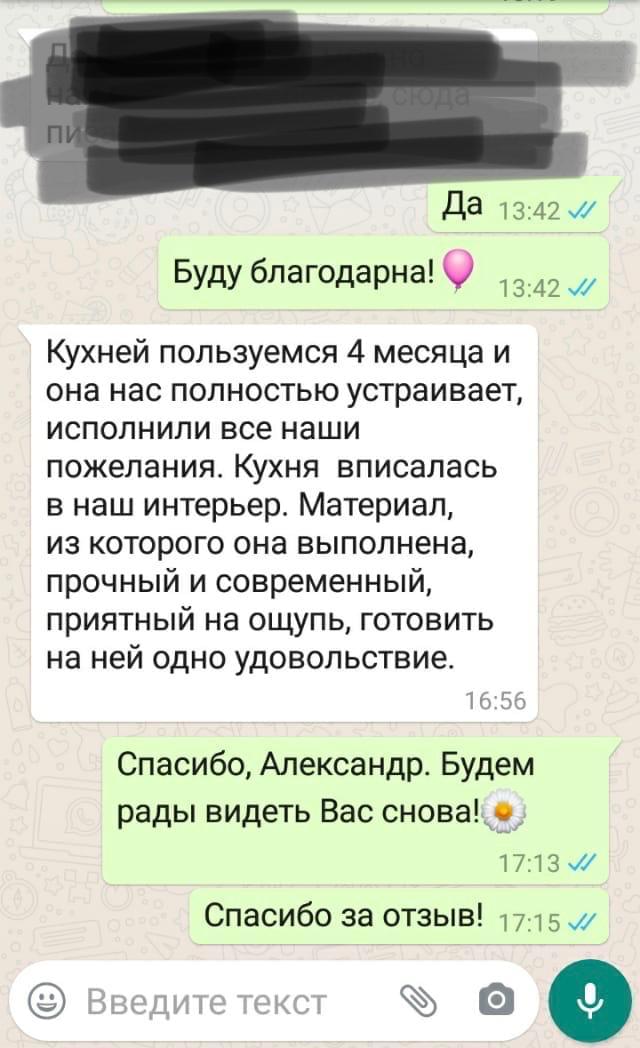 сюда
Да 13:42
Буду благодарна!🎈 13:42
Кухней пользуемся 4 месяца и
она нас полностью устраивает,
исполнили все наши
пожелания. Кухня вписалась
в наш интерьер. Материал,
из которого она выполнена,
прочный и современный,
приятный на ощупь, готовить
на ней одно удовольствие.
16:56
Спасибо, Александр. Будем
рады видеть Вас снова!🌼
17:13
Спасибо за отзыв! 17:15
Введите текст